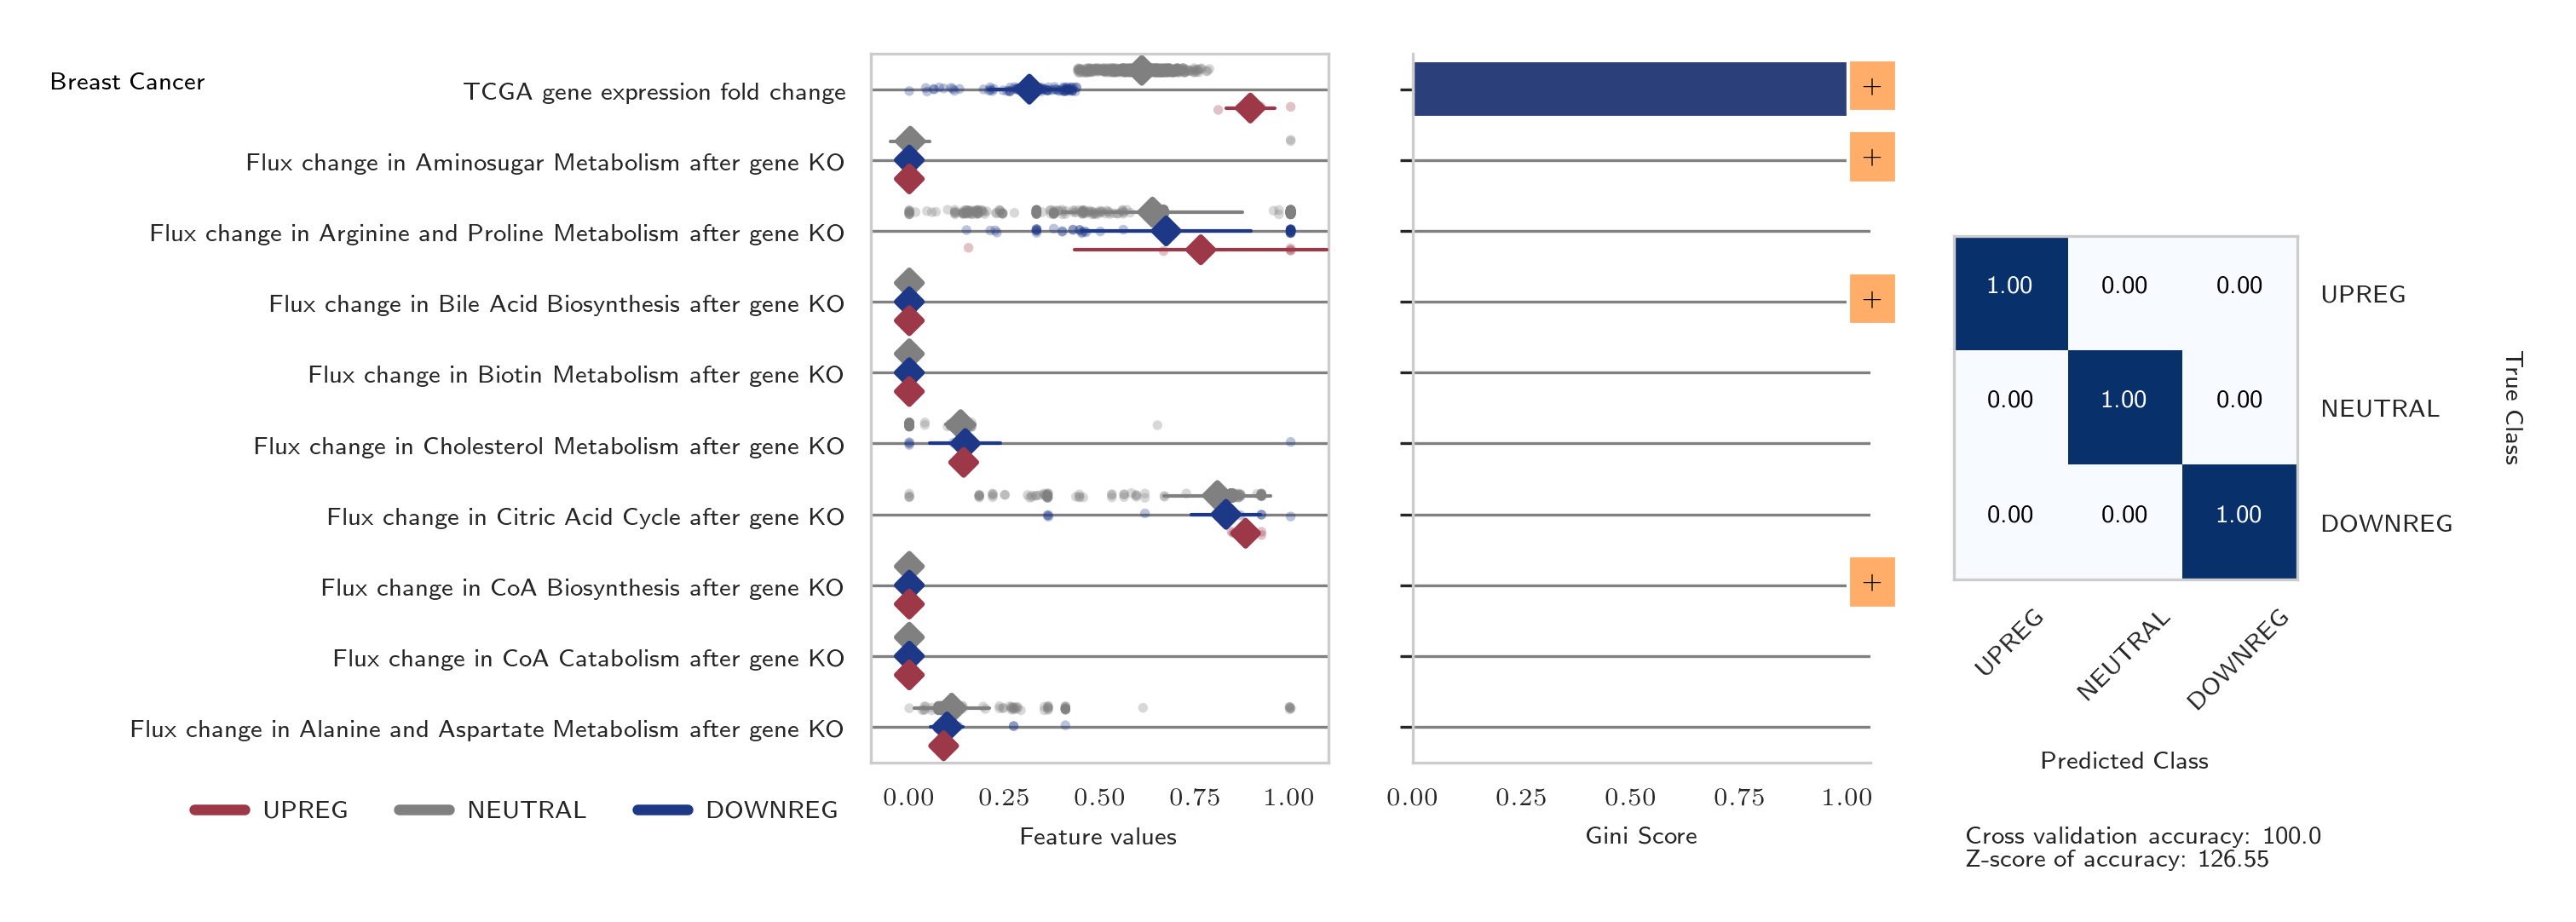 Breast Cancer
TCGA gene expression fold change
+
Flux change in Aminosugar Metabolism after gene KO
+
Flux change in Arginine and Proline Metabolism after gene KO
Flux change in Bile Acid Biosynthesis after gene KO
+
Flux change in Biotin Metabolism after gene KO
Flux change in Cholesterol Metabolism after gene KO
Flux change in Citric Acid Cycle after gene KO
Flux change in CoA Biosynthesis after gene KO
+
Flux change in CoA Catabolism after gene KO
Flux change in Alanine and Aspartate Metabolism after gene KO
UPREG NEUTRAL DOWNREG
0.00 0.25 0.50 0.75 1.00
Feature values
0.00 0.25 0.50 0.75 1.00
Gini Score
1.00 0.00 0.00 UPREG
0.00 1.00 0.00 NEUTRAL
0.00 0.00 1.00 DOWNREG
True Class
UPREG NEUTRAL DOWNREG
Predicted Class
Cross validation accuracy: 100.0
Z-score of accuracy: 126.55